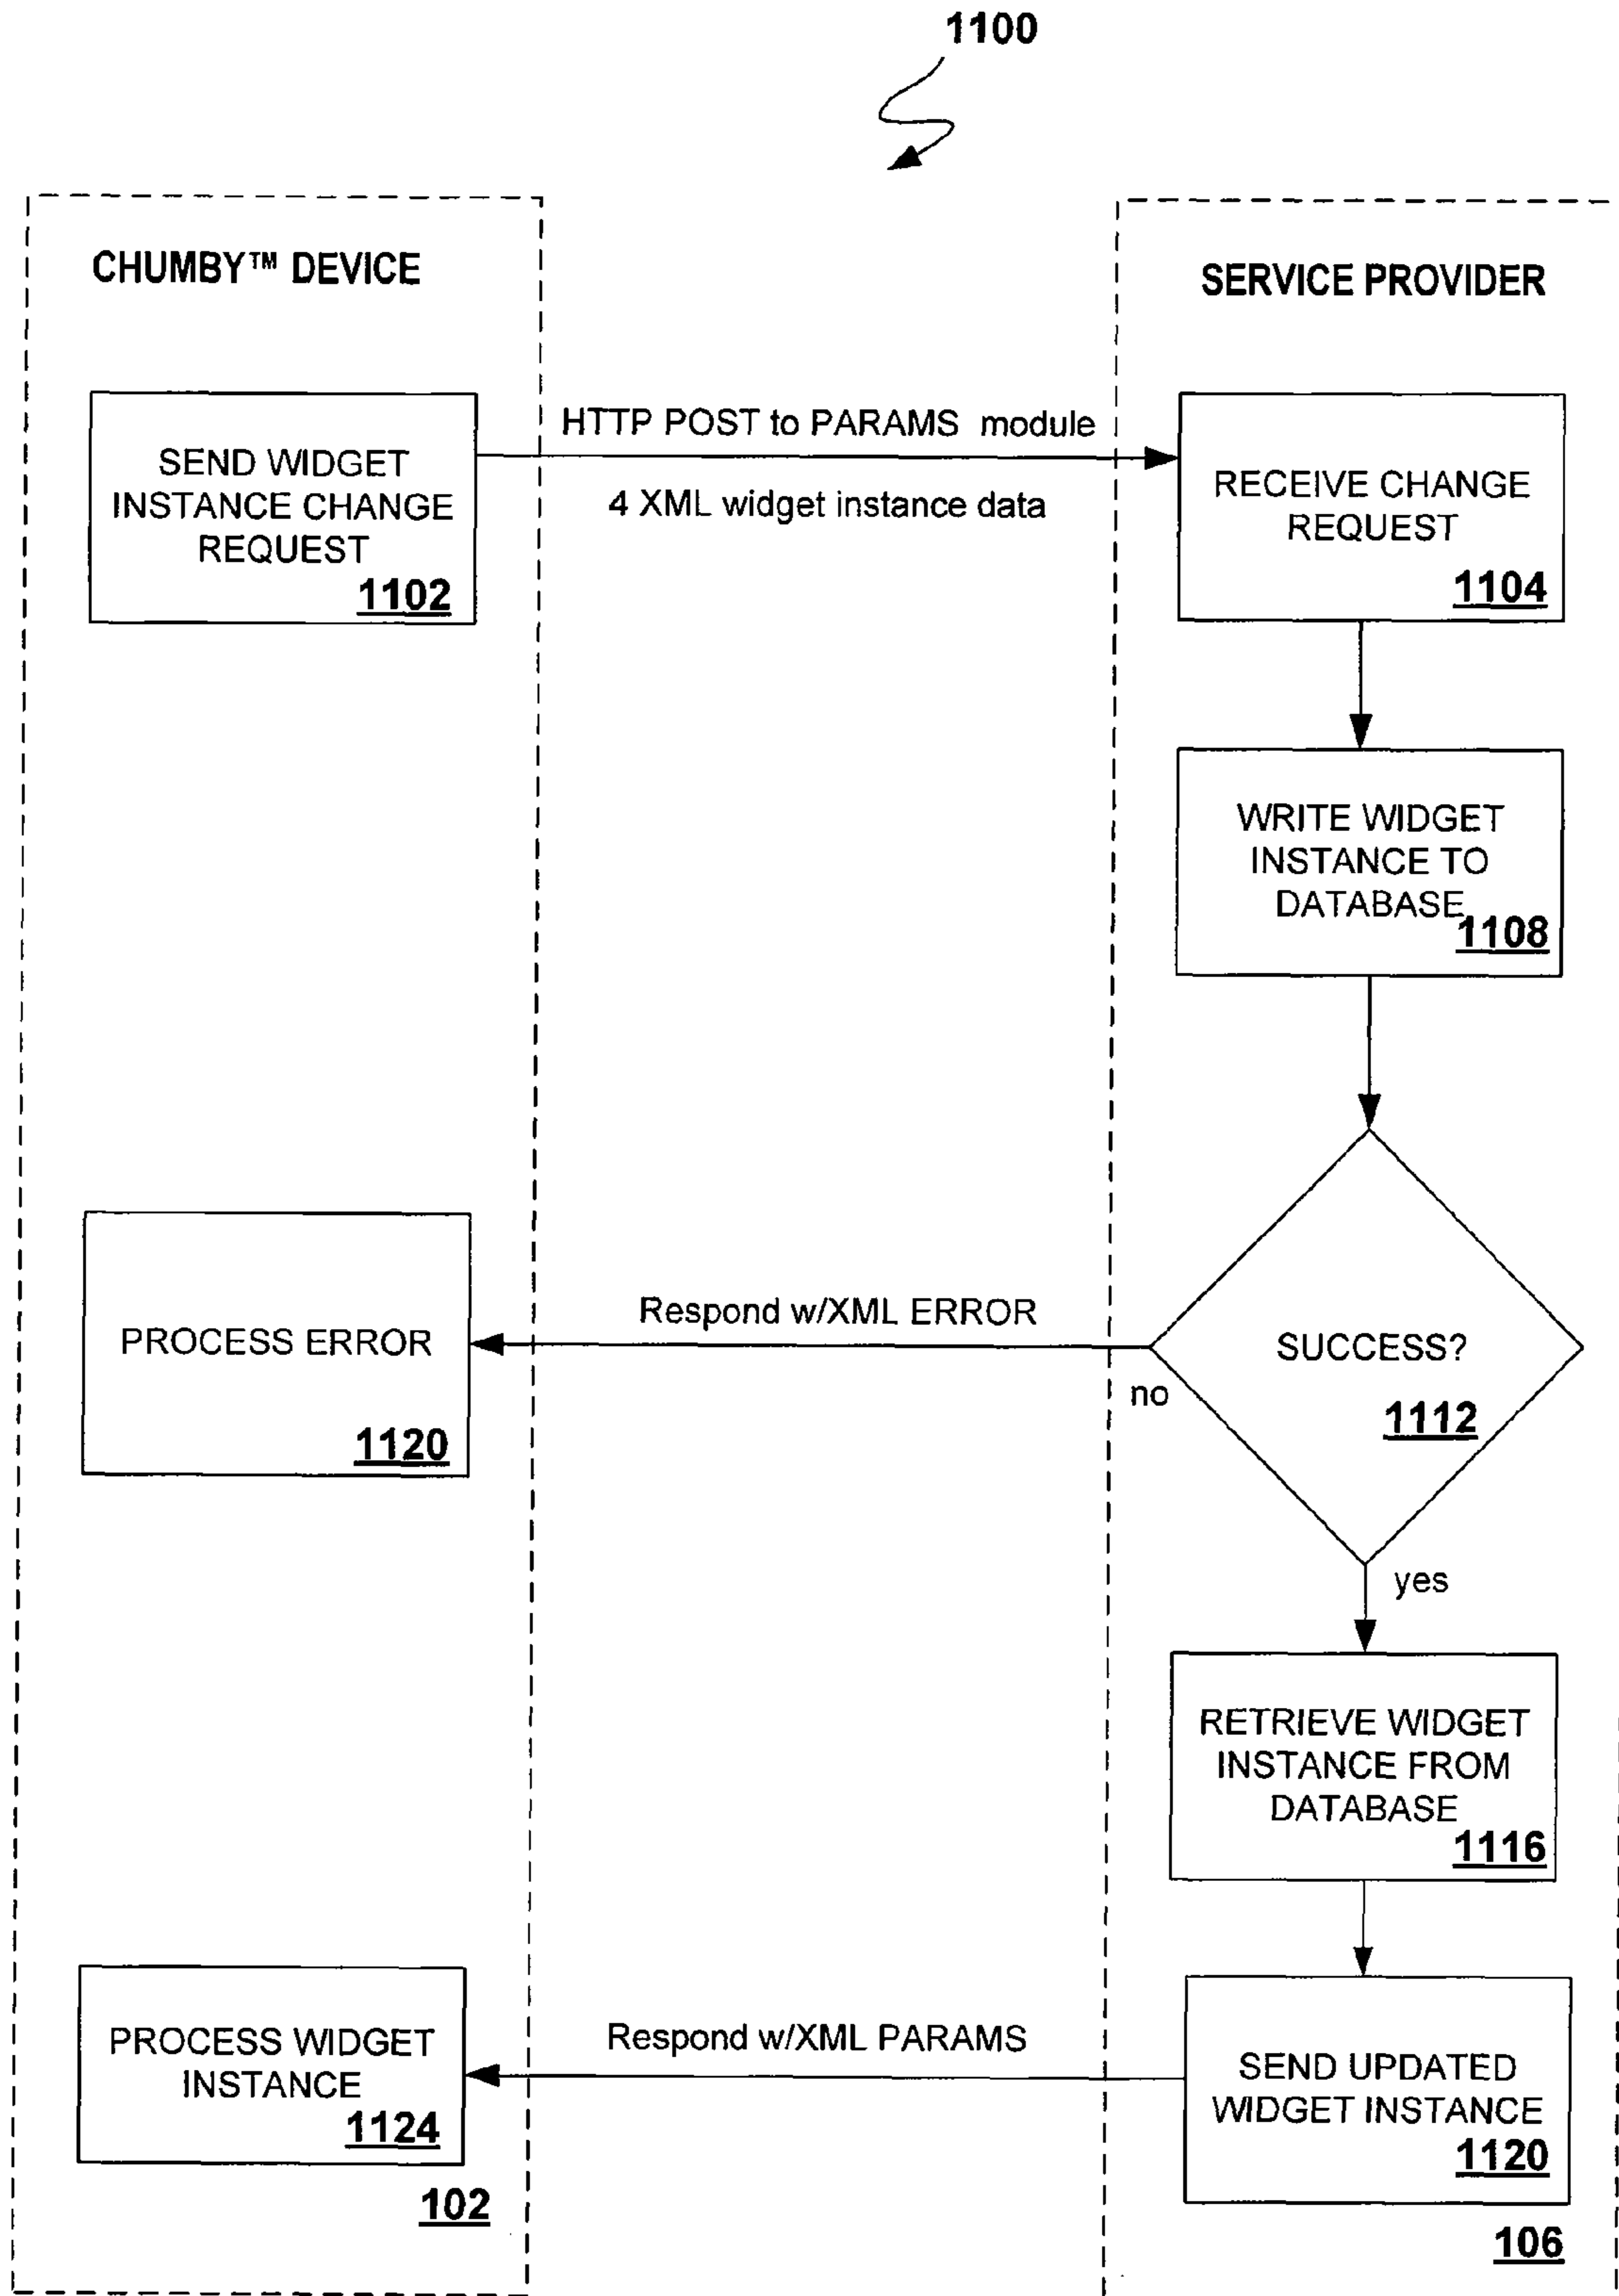 1100
CHUMBY™ DEVICE
SERVICE PROVIDER
SEND WIDGET
INSTANCE CHANGE
REQUEST
1102
HTTP POST to PARAMS module
4 XML widget instance data
RECEIVE CHANGE
REQUEST
1104
WRITE WIDGET
INSTANCE TO
DATABASE
1108
SUCCESS?
1112
no
Respond w/XML ERROR
PROCESS ERROR
1120
yes
RETRIEVE WIDGET
INSTANCE FROM
DATABASE
1116
SEND UPDATED
WIDGET INSTANCE
1120
Respond w/XML PARAMS
PROCESS WIDGET
INSTANCE
1124
102
106